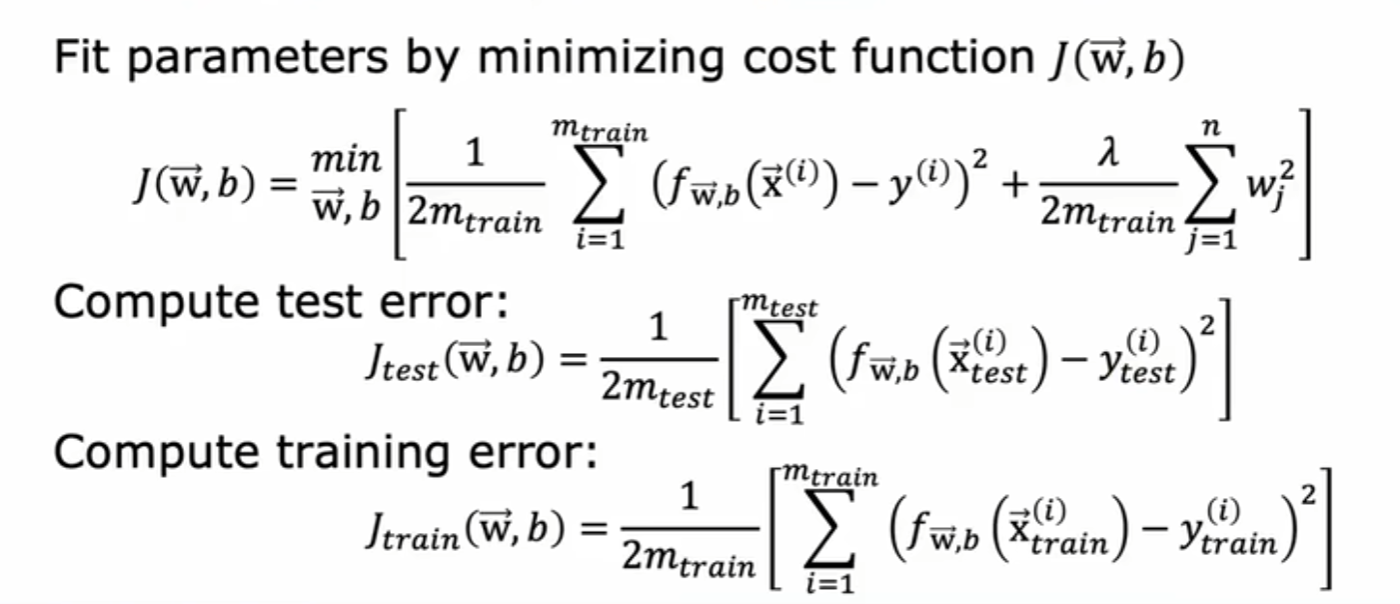 Fit parameters by minimizing cost function $J(\vec{w}, b)$
$J(\vec{w}, b) = \underset{\vec{w}, b}{min} \left[ \frac{1}{2m_{train}} \sum_{i=1}^{m_{train}} (f_{\vec{w},b}(\vec{x}^{(i)}) - y^{(i)})^2 + \frac{\lambda}{2m_{train}} \sum_{j=1}^{n} w_j^2 \right]$
Compute test error:
$J_{test}(\vec{w}, b) = \frac{1}{2m_{test}} \left[ \sum_{i=1}^{m_{test}} \left( f_{\vec{w},b} \left( \vec{x}_{test}^{(i)} \right) - y_{test}^{(i)} \right)^2 \right]$
Compute training error:
$J_{train}(\vec{w}, b) = \frac{1}{2m_{train}} \left[ \sum_{i=1}^{m_{train}} \left( f_{\vec{w},b} \left( \vec{x}_{train}^{(i)} \right) - y_{train}^{(i)} \right)^2 \right]$